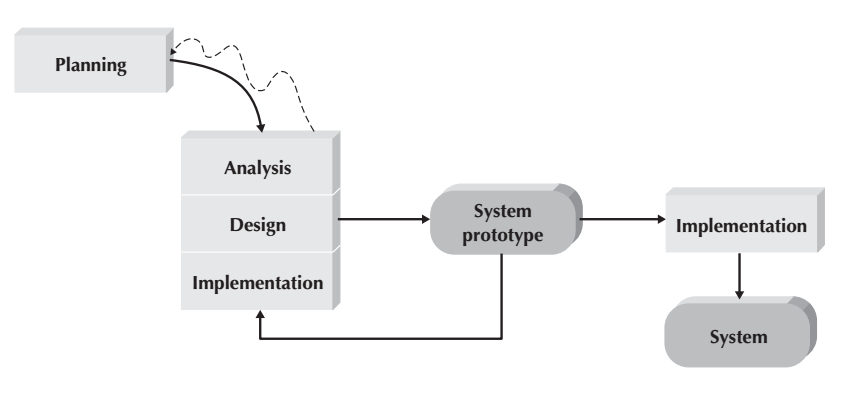 Planning
Analysis
Design
Implementation
System
prototype
Implementation
System